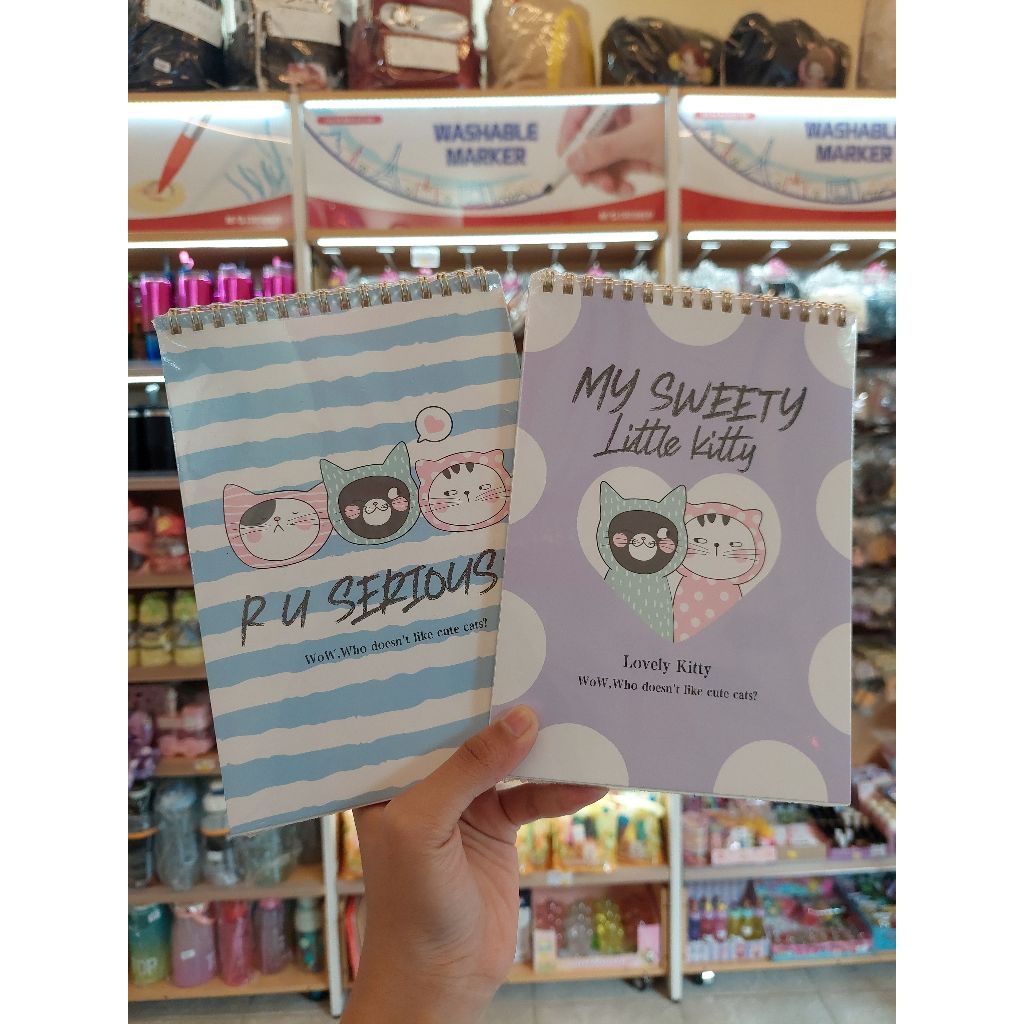 WASHABLE
MARKER
WASHABL
MARKER
R U SERIOUS
WoW,Who doesn't like cute cats?
MY SWEETY
Little kitty
Lovely Kitty
WoW,Who doesn't like cute cats?